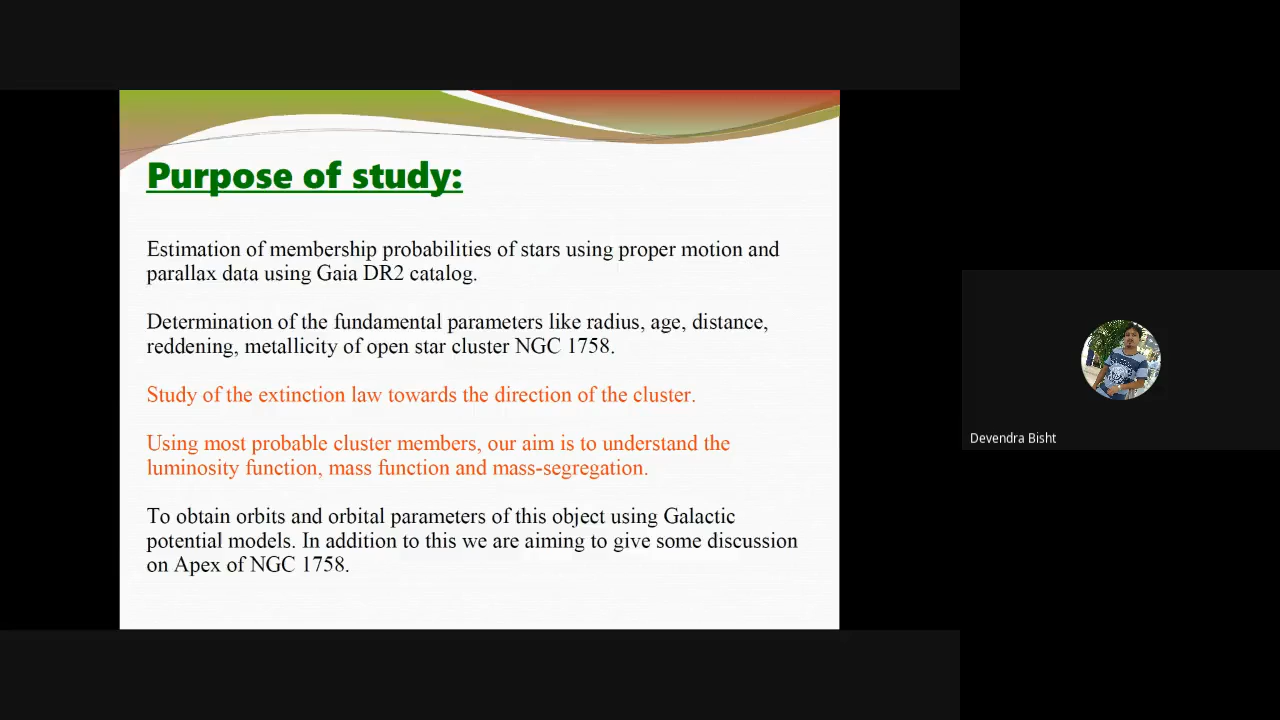 Purpose of study:
Estimation of membership probabilities of stars using proper motion and
parallax data using Gaia DR2 catalog.
Determination of the fundamental parameters like radius, age, distance,
reddening, metallicity of open star cluster NGC 1758.
Study of the extinction law towards the direction of the cluster.
Using most probable cluster members, our aim is to understand the
luminosity function, mass function and mass-segregation.
To obtain orbits and orbital parameters of this object using Galactic
potential models. In addition to this we are aiming to give some discussion
on Apex of NGC 1758.
Devendra Bisht